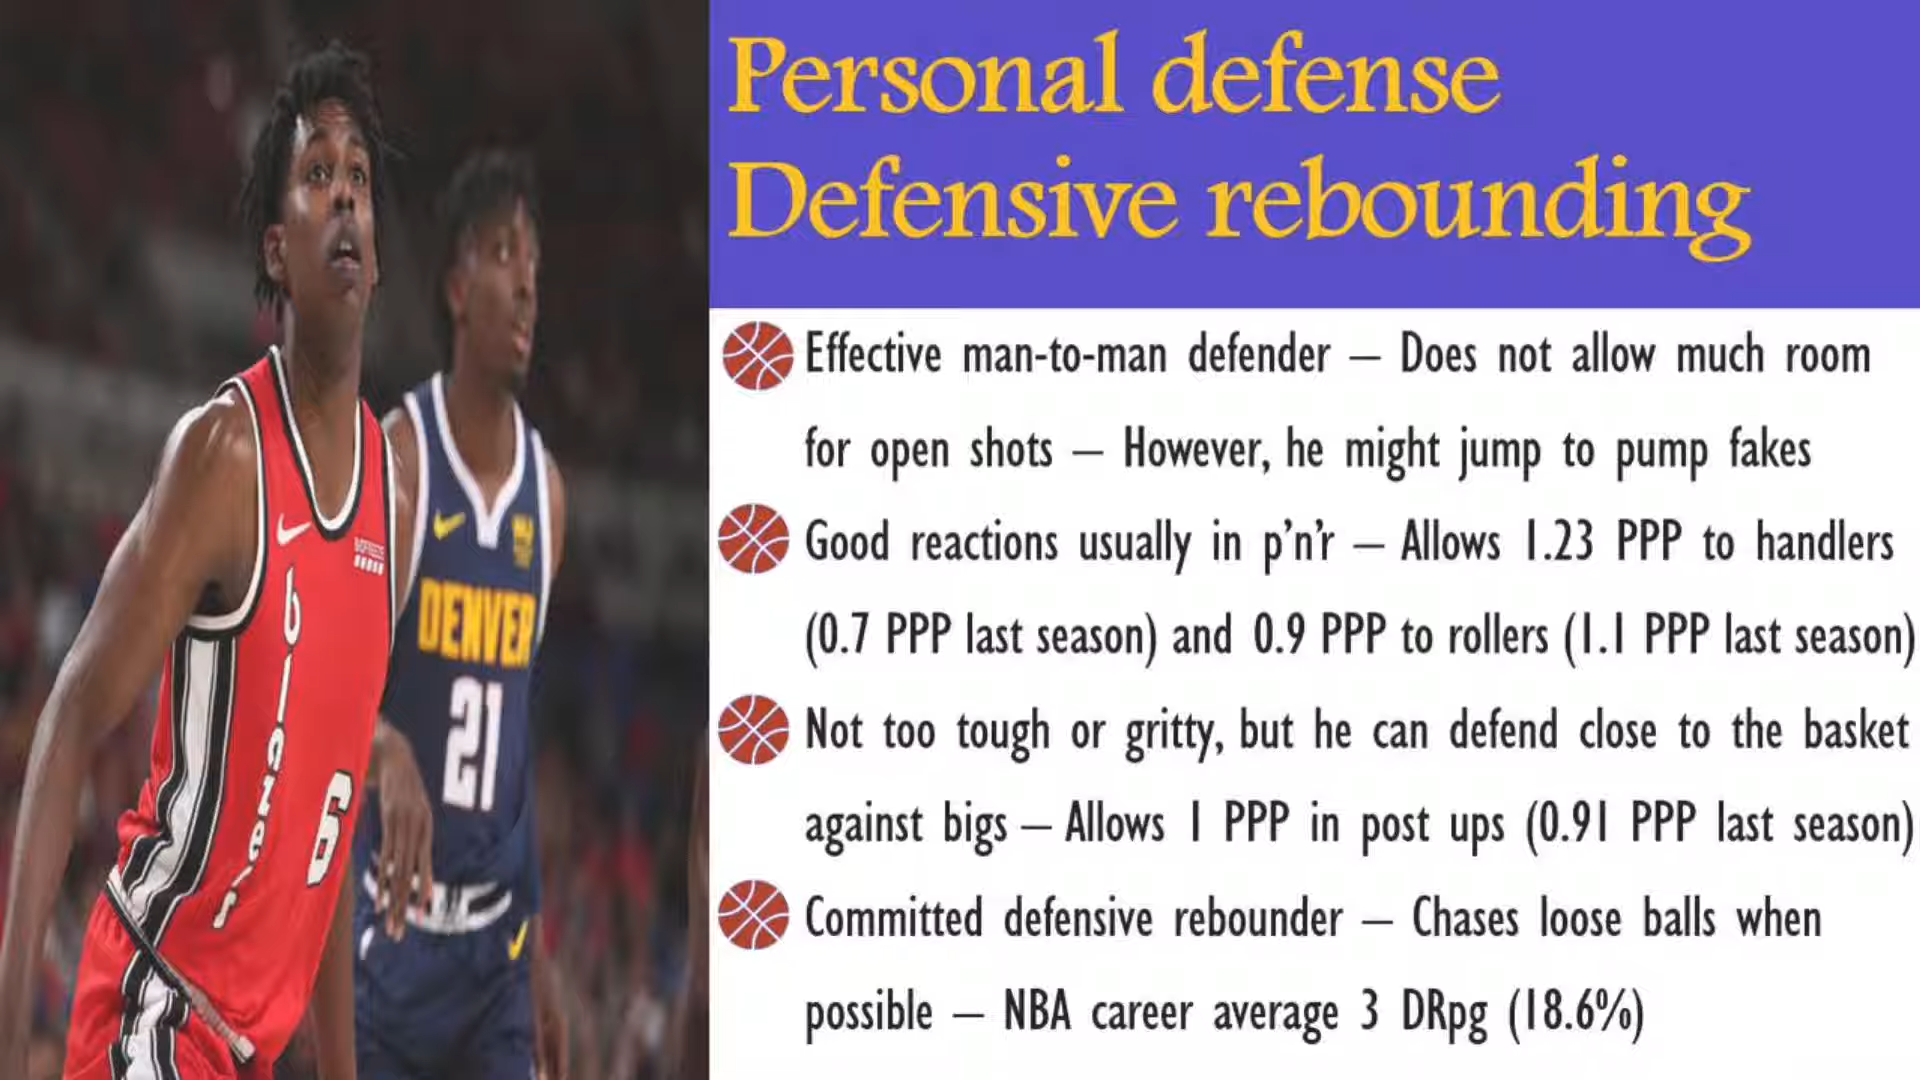 Personal defense
Defensive rebounding
Effective man-to-man defender – Does not allow much room
for open shots – However, he might jump to pump fakes
Good reactions usually in p'n'r – Allows 1.23 PPP to handlers
(0.7 PPP last season) and 0.9 PPP to rollers (1.1 PPP last season)
Not too tough or gritty, but he can defend close to the basket
against bigs – Allows 1 PPP in post ups (0.91 PPP last season)
Committed defensive rebounder – Chases loose balls when
possible – NBA career average 3 DRpg (18.6%)
blazers
6
DENVER
21